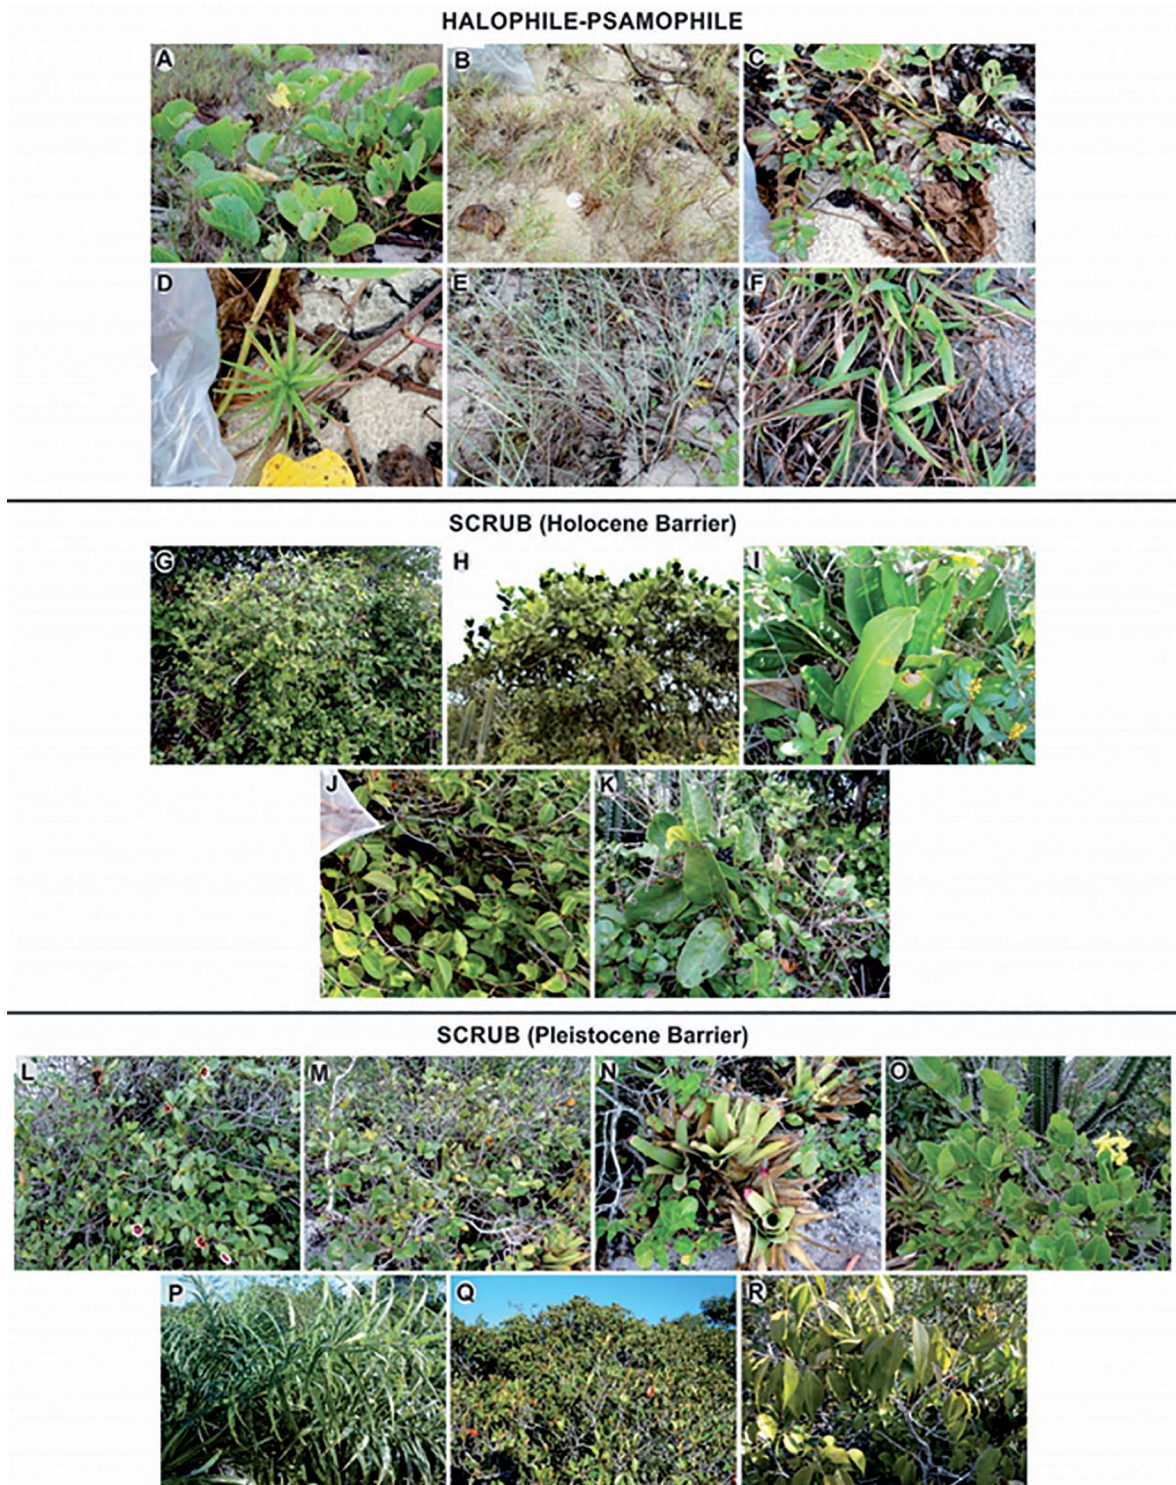 HALOPHILE-PSAMOPHILE
A B C
D E F
SCRUB (Holocene Barrier)
G H I
J K
SCRUB (Pleistocene Barrier)
L M N O
P Q R